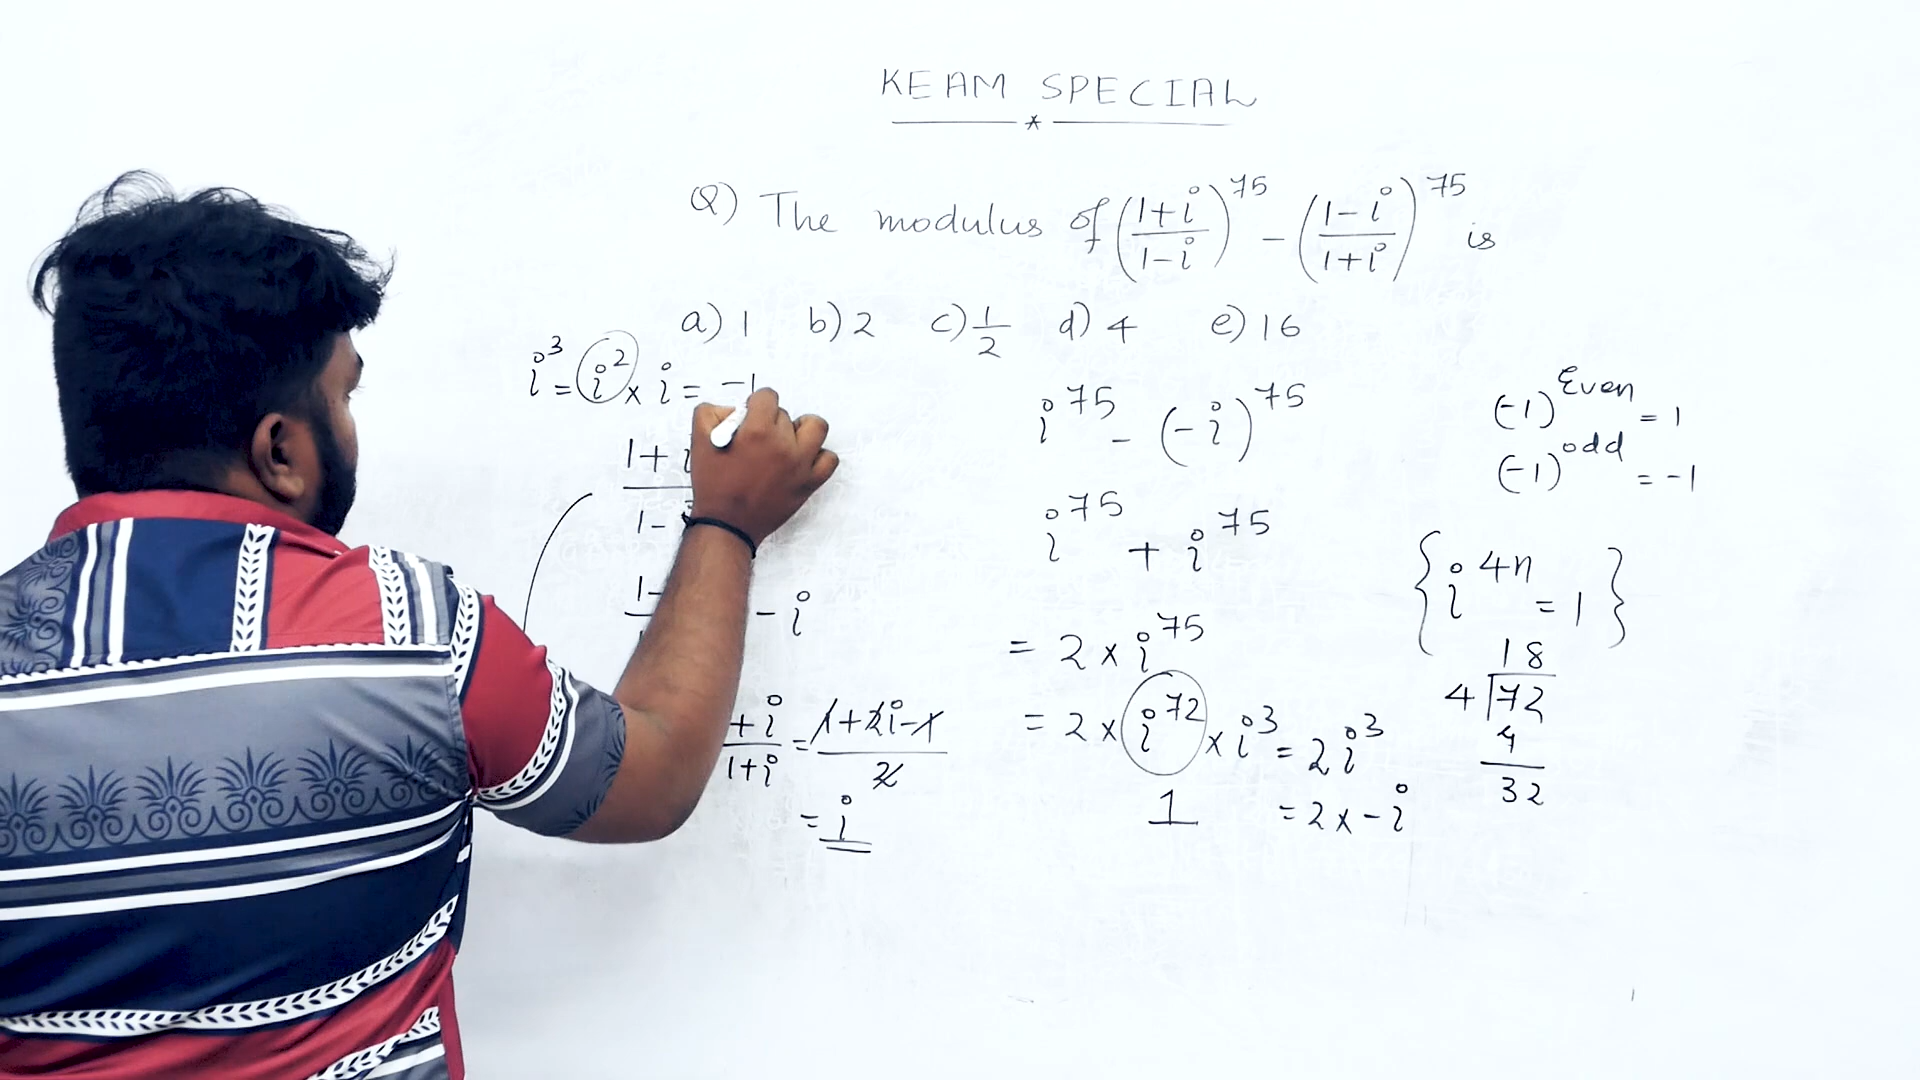 KEAM SPECIAL
Q) The modulus of ((1+i)/(1-i))^75 - ((1-i)/(1+i))^75 is
a) 1 b) 2 c) 1/2 d) 4 e) 16
i^3 = i^2 × i = -1
1+i
1-
1-
- i
+i/1+i = 1+2i-1/2
= i
i^75 - (-i)^75
i^75 + i^75
= 2 × i^75
= 2 × i^72 × i^3 = 2i^3
1
= 2 × -i
(-1)^Even = 1
(-1)^odd = -1
{i^4n = 1}
18
4 72
4
32